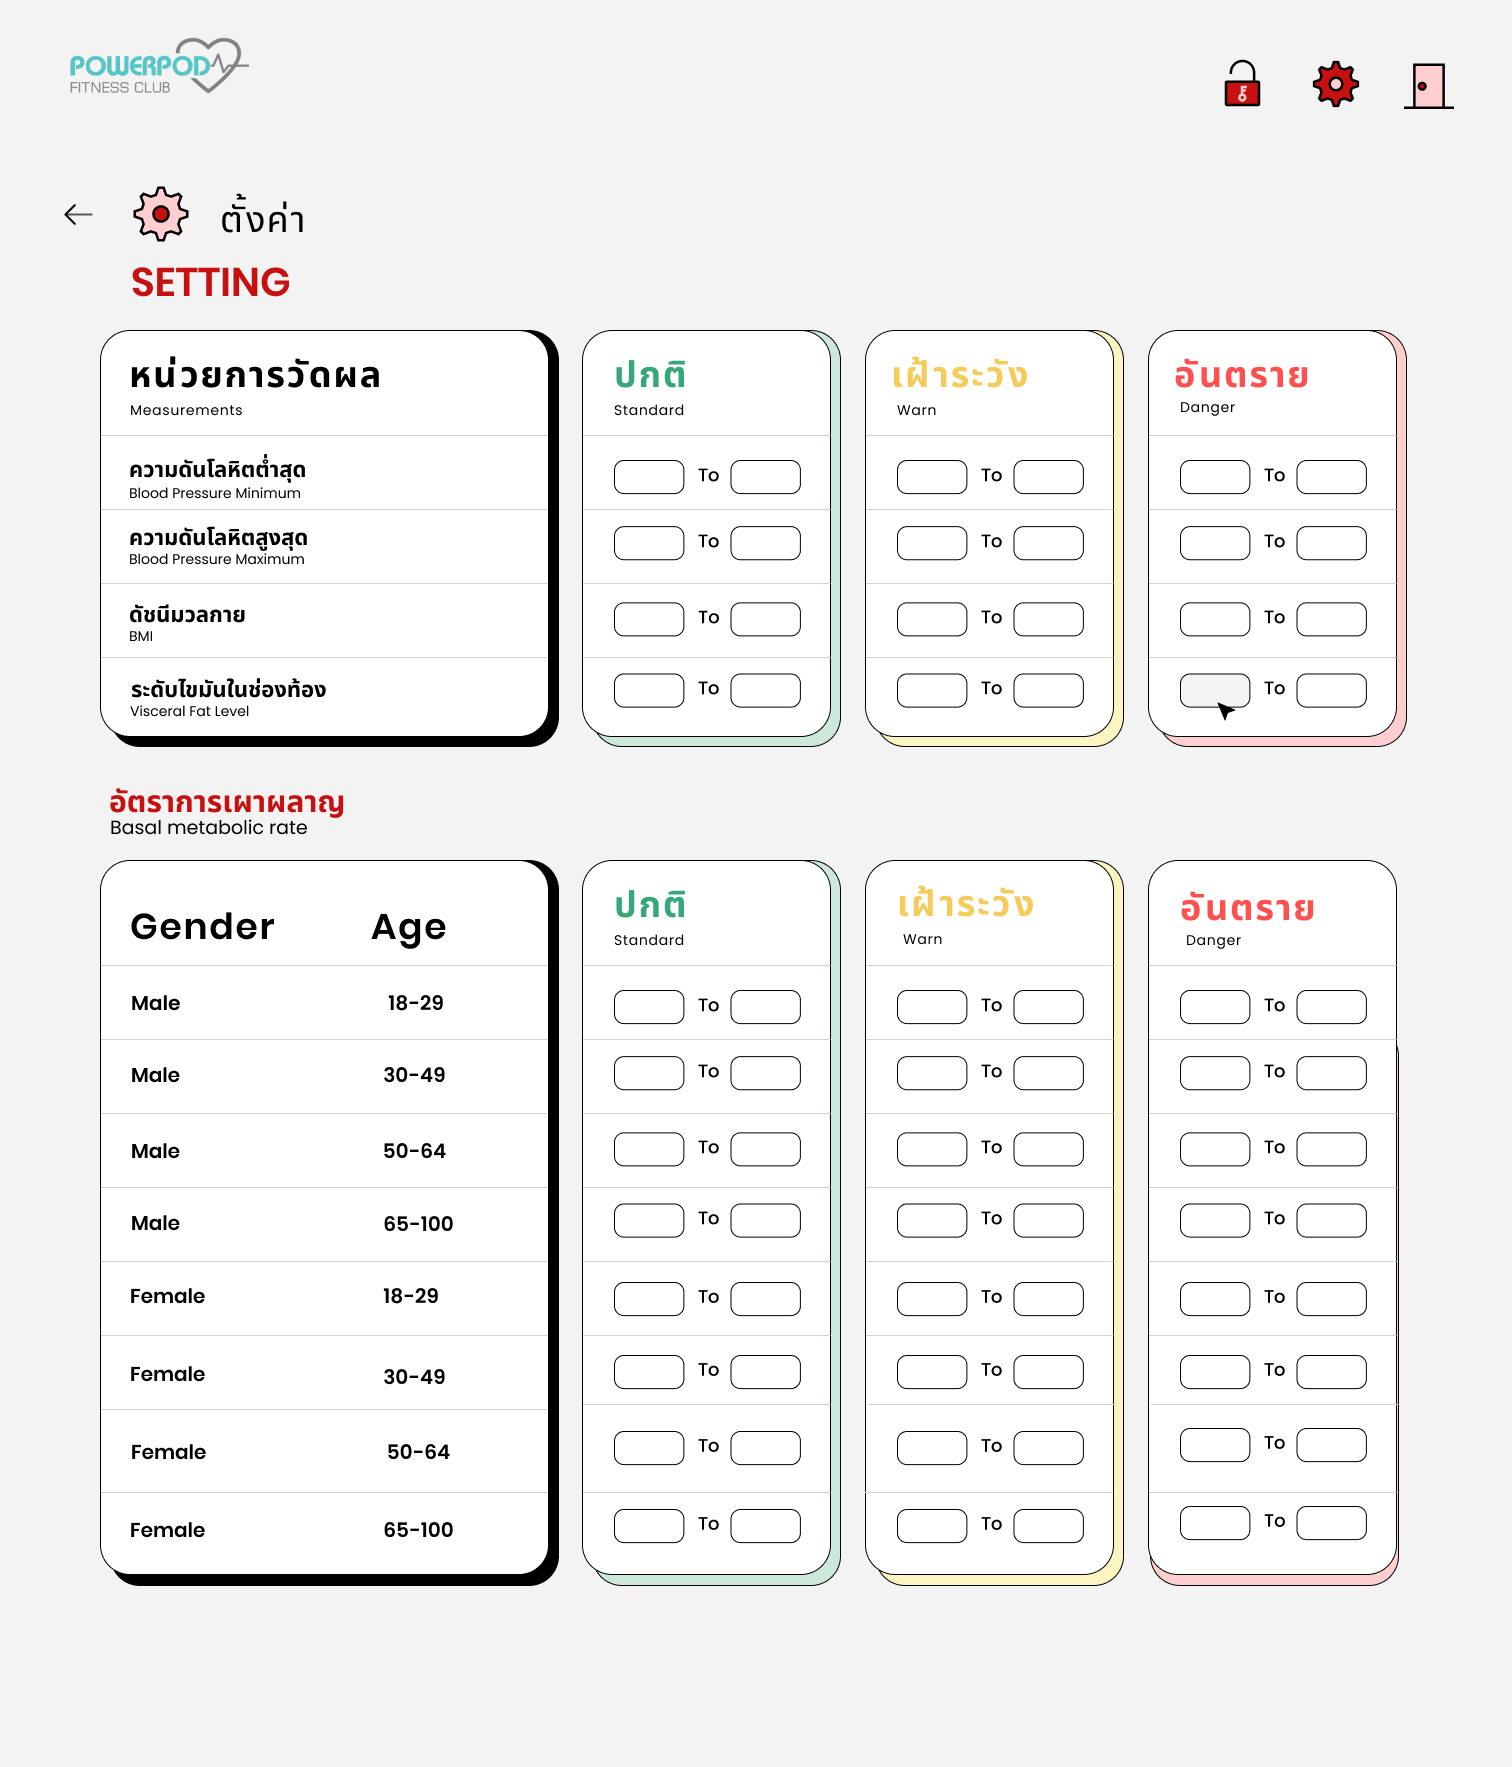 POWERPOD
FITNESS CLUB
ตั้งค่า
SETTING
หน่วยการวัดผล ปกติ เฝ้าระวัง อันตราย
Measurements Standard Warn Danger
ความดันโลหิตต่ำสุด
Blood Pressure Minimum To To To
ความดันโลหิตสูงสุด
Blood Pressure Maximum To To To
ดัชนีมวลกาย
BMI To To To
ระดับไขมันในช่องท้อง
Visceral Fat Level To To To
อัตราการเผาผลาญ
Basal metabolic rate
Gender Age ปกติ เฝ้าระวัง อันตราย
Standard Warn Danger
Male 18-29 To To To
Male 30-49 To To To
Male 50-64 To To To
Male 65-100 To To To
Female 18-29 To To To
Female 30-49 To To To
Female 50-64 To To To
Female 65-100 To To To